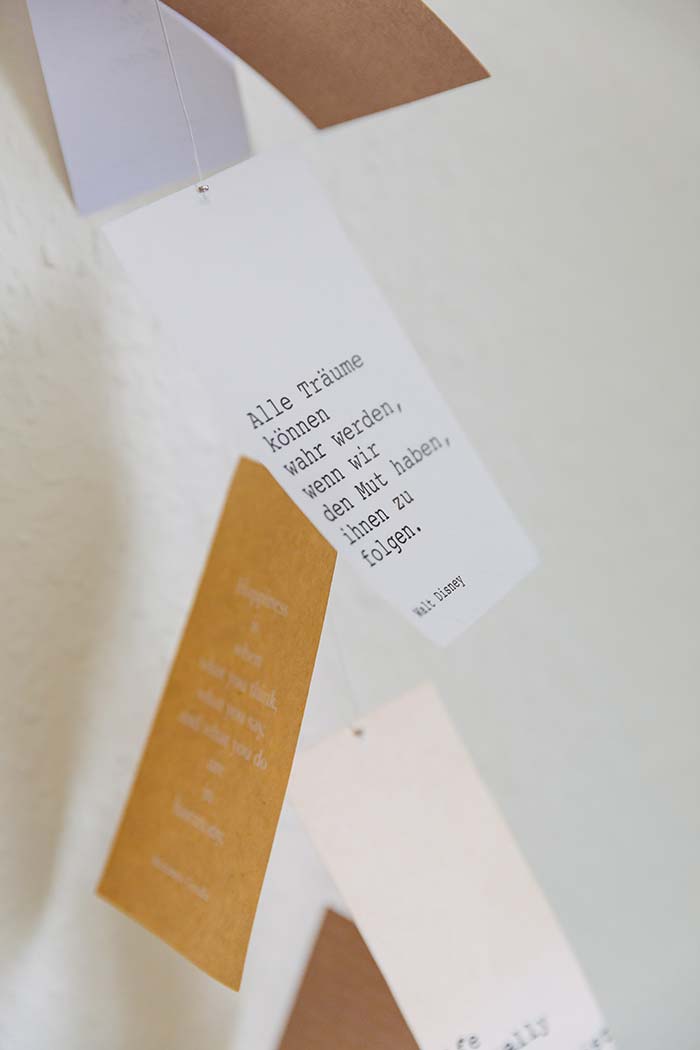 Alle Träume
können
wahr werden,
wenn wir
den Mut haben,
ihnen zu
folgen.
Walt Disney
Happiness
is
when
what you think,
what you say,
and what you do
are
in
harmony.